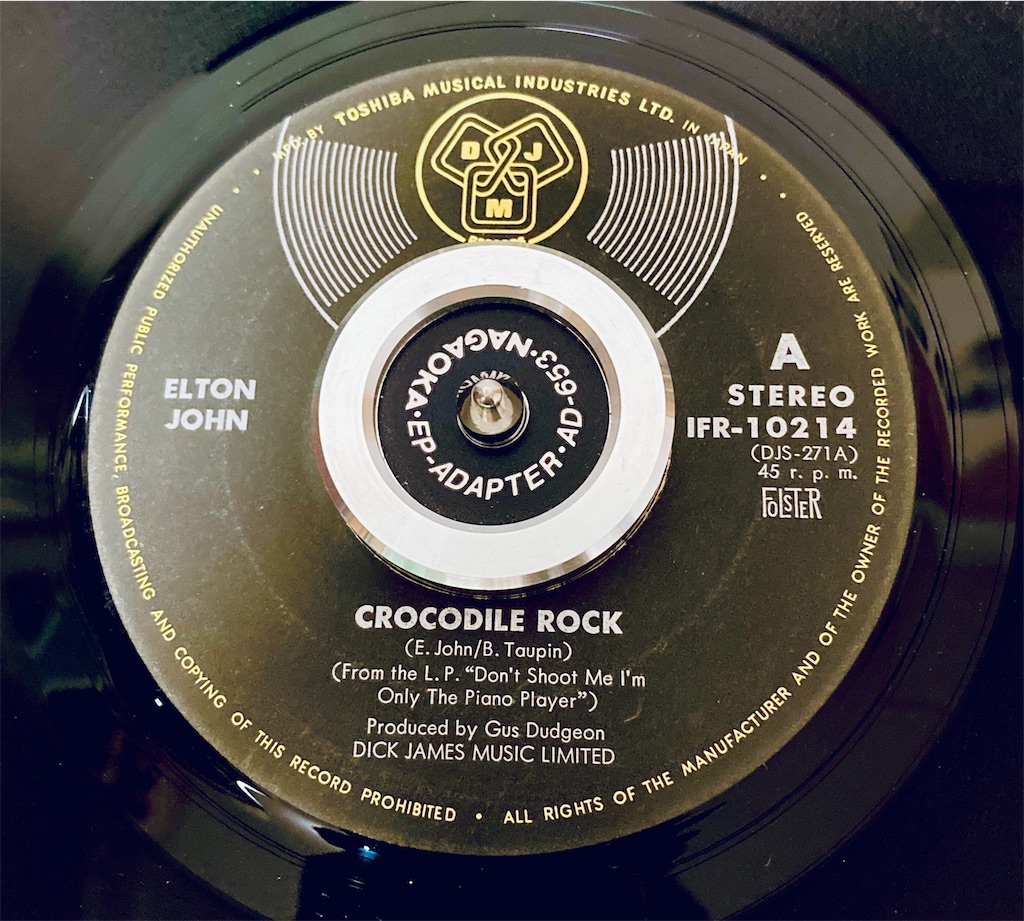 MFD. BY TOSHIBA MUSICAL INDUSTRIES LTD. IN JAPAN
D J
M
ELTON
JOHN
A
STEREO
IFR-10214
(DJS-271A)
45 r. p. m.
FOLSTER
NAGAOKA·EP-ADAPTER·AD-653·
CROCODILE ROCK
(E. John/B. Taupin)
(From the L. P. “Don't Shoot Me I'm
Only The Piano Player”)
Produced by Gus Dudgeon
DICK JAMES MUSIC LIMITED
UNAUTHORIZED PUBLIC PERFORMANCE, BROADCASTING AND COPYING OF THIS RECORD PROHIBITED • ALL RIGHTS OF THE MANUFACTURER AND OF THE OWNER OF THE RECORDED WORK ARE RESERVED